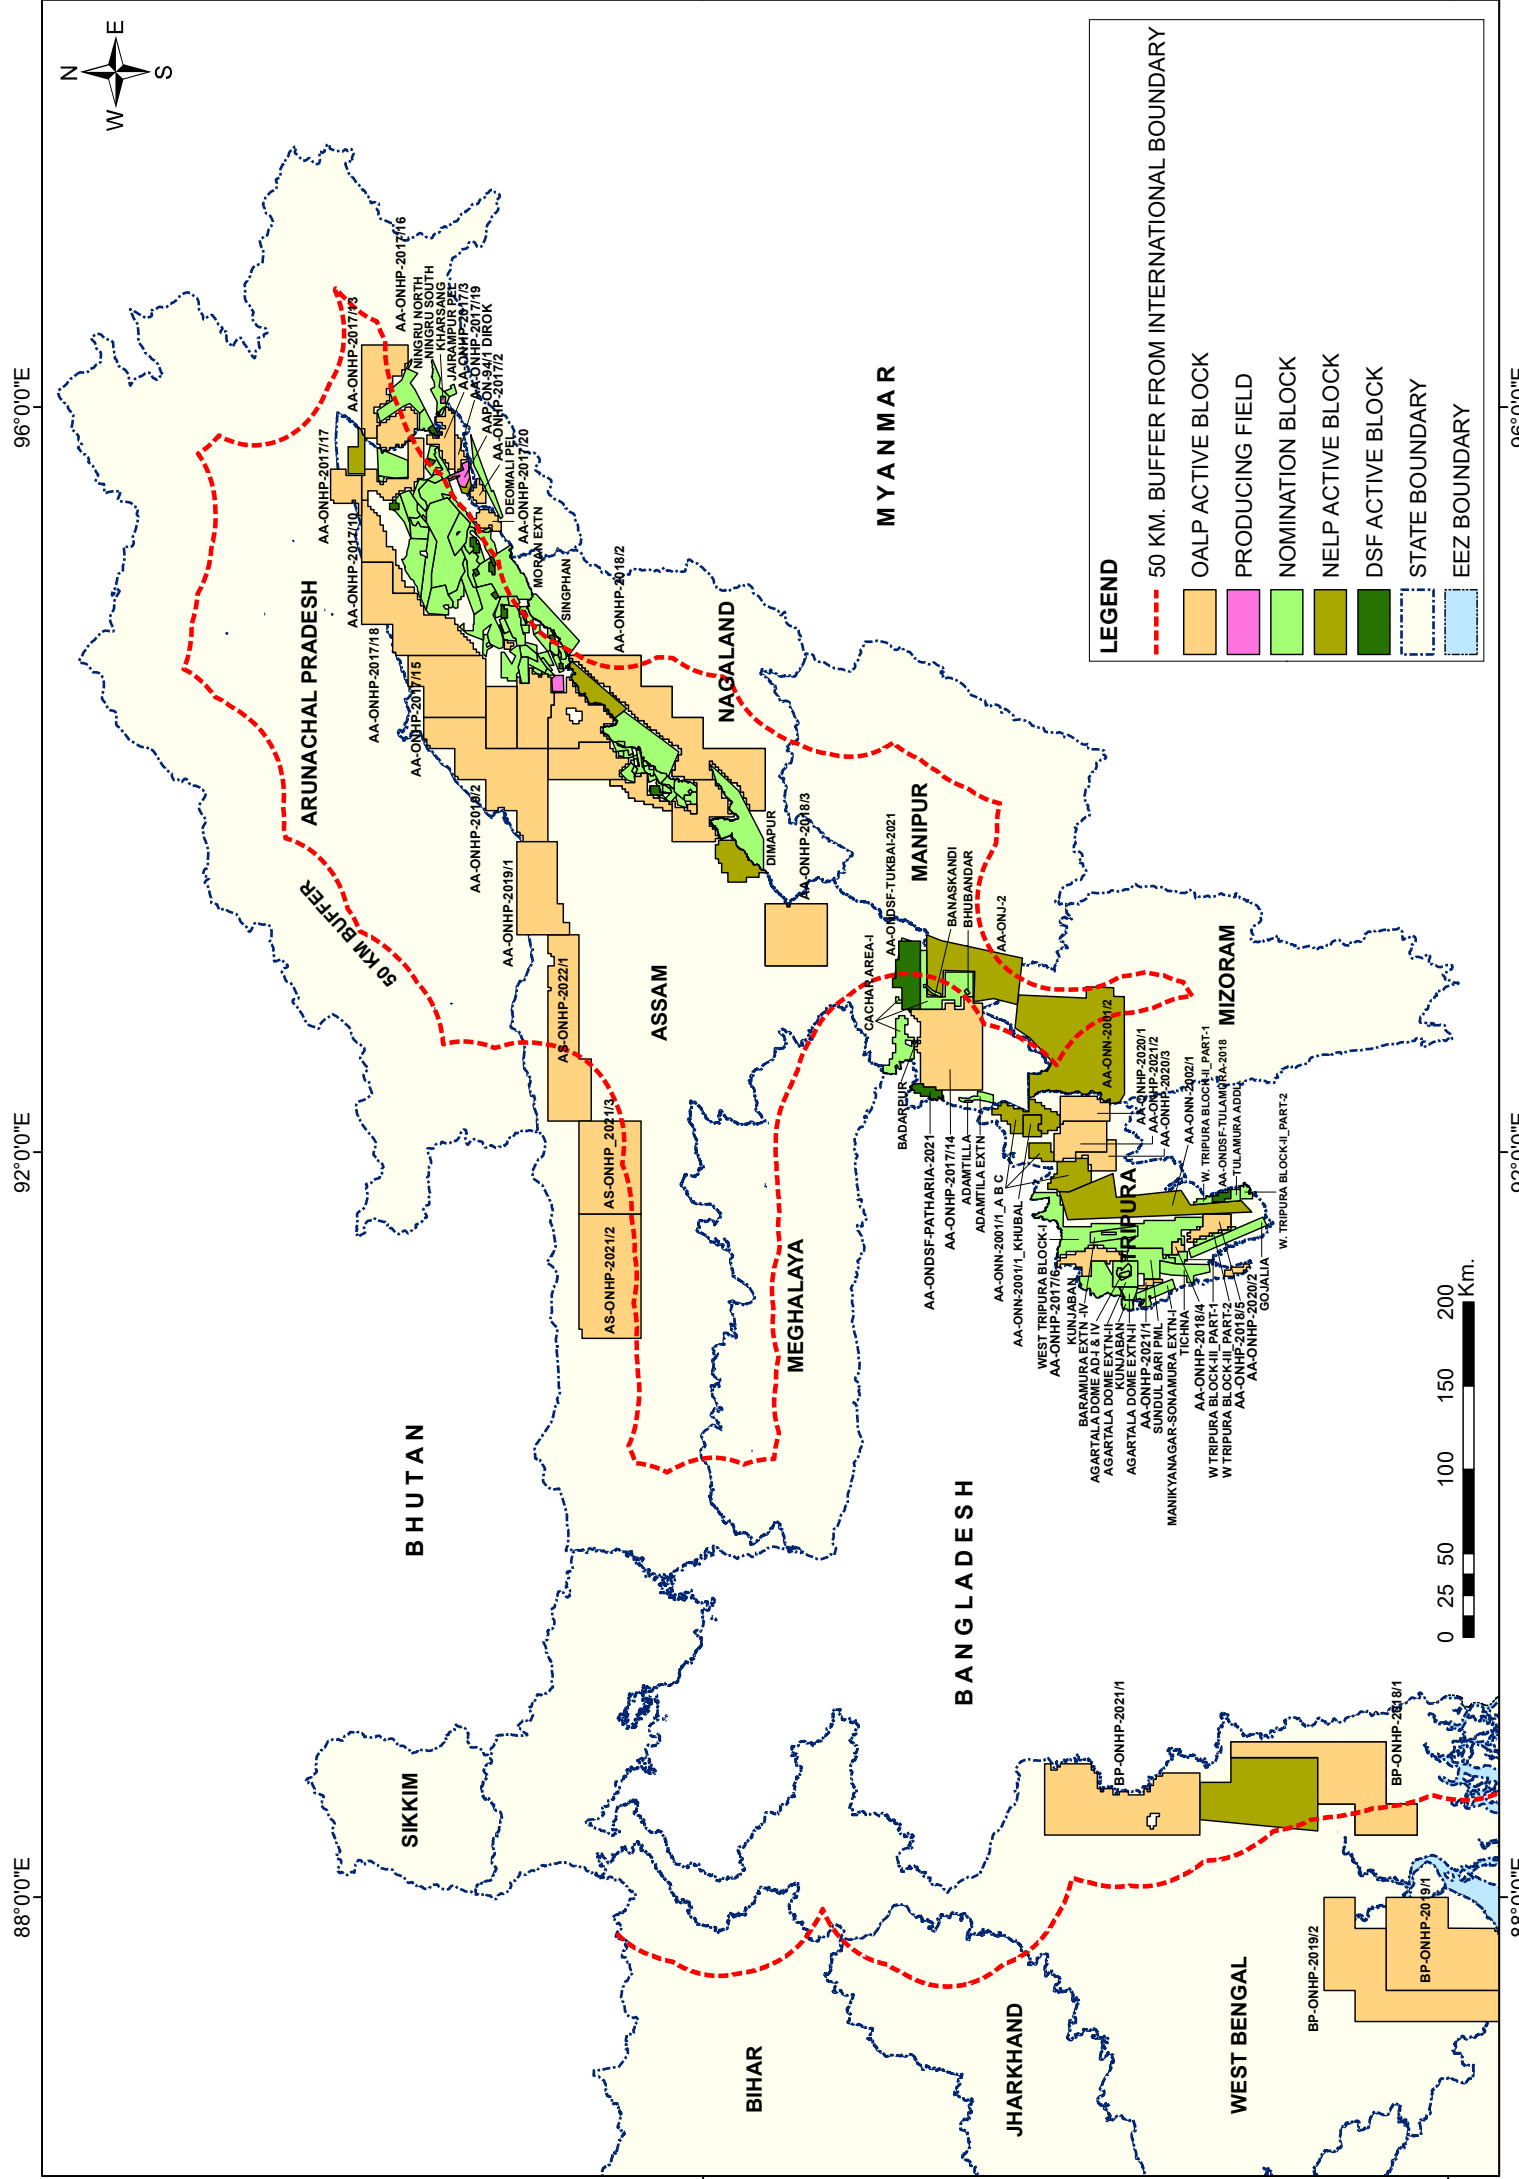 N
W
E
S
96°0'0"E
92°0'0"E
88°0'0"E
ARUNACHAL PRADESH
50 KM BUFFER
AA-ONHP-2017/17
AA-ONHP-2017/13
AA-ONHP-2017/16
AA-ONHP-2017/10
NINGRU NORTH
NINGRU SOUTH
KHARSANG
JAIRAMPUR PEL
AA-ONHP-2017/3
AA-ONHP-2017/19
AAP-ON-94/1 DIROK
AA-ONHP-2017/2
DEOMALI PEL
AA-ONHP-2017/20
MORAN EXTN
SINGPHAN
AA-ONHP-2018/2
AA-ONHP-2017/18
AA-ONHP-2017/15
AA-ONHP-2019/2
AA-ONHP-2019/1
AS-ONHP-2022/1
AS-ONHP_2021/3
AS-ONHP-2021/2
NAGALAND
DIMAPUR
AA-ONHP-2018/3
ASSAM
MEGHALAYA
MANIPUR
MIZORAM
TRIPURA
MYANMAR
BHUTAN
BANGLADESH
SIKKIM
BIHAR
JHARKHAND
WEST BENGAL
AA-ONDSF-TUKBAI-2021
CACHAR AREA-I
BANASKANDI
BHUBANDAR
AA-ONJ-2
BADARPUR
AA-ONDSF-PATHARIA-2021
AA-ONHP-2017/14
ADAMTILLA
ADAMTILA EXTN
AA-ONN-2001/1_A B C
AA-ONN-2001/1_KHUBAL
AA-ONN-2001/2
AA-ONHP-2020/1
AA-ONHP-2021/2
AA-ONHP-2020/3
AA-ONN-2002/1
W. TRIPURA BLOCK-II_PART-1
AA-ONDSF-TULAMURA-2018
TULAMURA ADDL
W. TRIPURA BLOCK-II_PART-2
WEST TRIPURA BLOCK-I
AA-ONHP-2017/6
KUNJABAN
BARAMURA EXTN -IV
AGARTALA DOME AD-I & IV
AGARTALA DOME EXTN-II
KUNJABAN
AGARTALA DOME EXTN-II
AA-ONHP-2021/1
SUNDUL BARI PML
MANIKYANAGAR-SONAMURA EXTN-I
TICHNA
AA-ONHP-2018/4
W TRIPURA BLOCK-III_PART-1
W TRIPURA BLOCK-III_PART-2
AA-ONHP-2018/5
AA-ONHP-2020/2
GOJALIA
BP-ONHP-2021/1
BP-ONHP-2018/1
BP-ONHP-2019/2
BP-ONHP-2019/1
LEGEND
50 KM. BUFFER FROM INTERNATIONAL BOUNDARY
OALP ACTIVE BLOCK
PRODUCING FIELD
NOMINATION BLOCK
NELP ACTIVE BLOCK
DSF ACTIVE BLOCK
STATE BOUNDARY
EEZ BOUNDARY
0 25 50 100 150 200
Km.
96°0'0"E
92°0'0"E
88°0'0"E